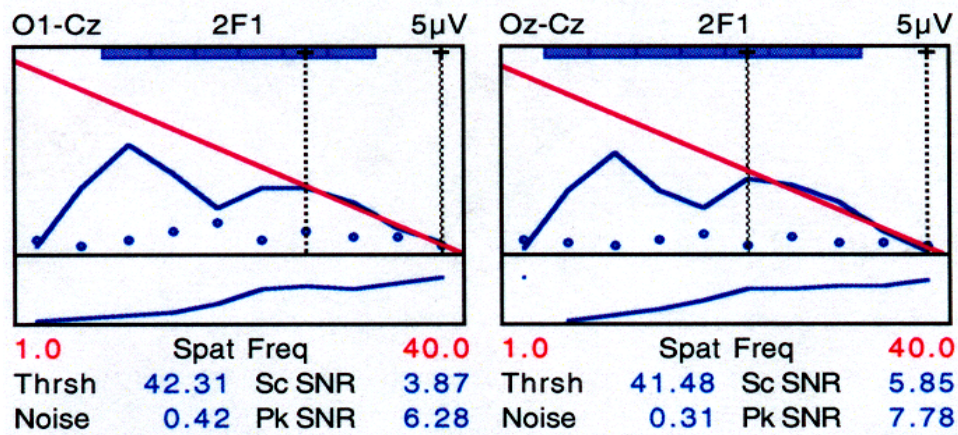 O1-Cz 2F1 5µV
1.0 Spat Freq 40.0
Thrsh 42.31 Sc SNR 3.87
Noise 0.42 Pk SNR 6.28
Oz-Cz 2F1 5µV
1.0 Spat Freq 40.0
Thrsh 41.48 Sc SNR 5.85
Noise 0.31 Pk SNR 7.78